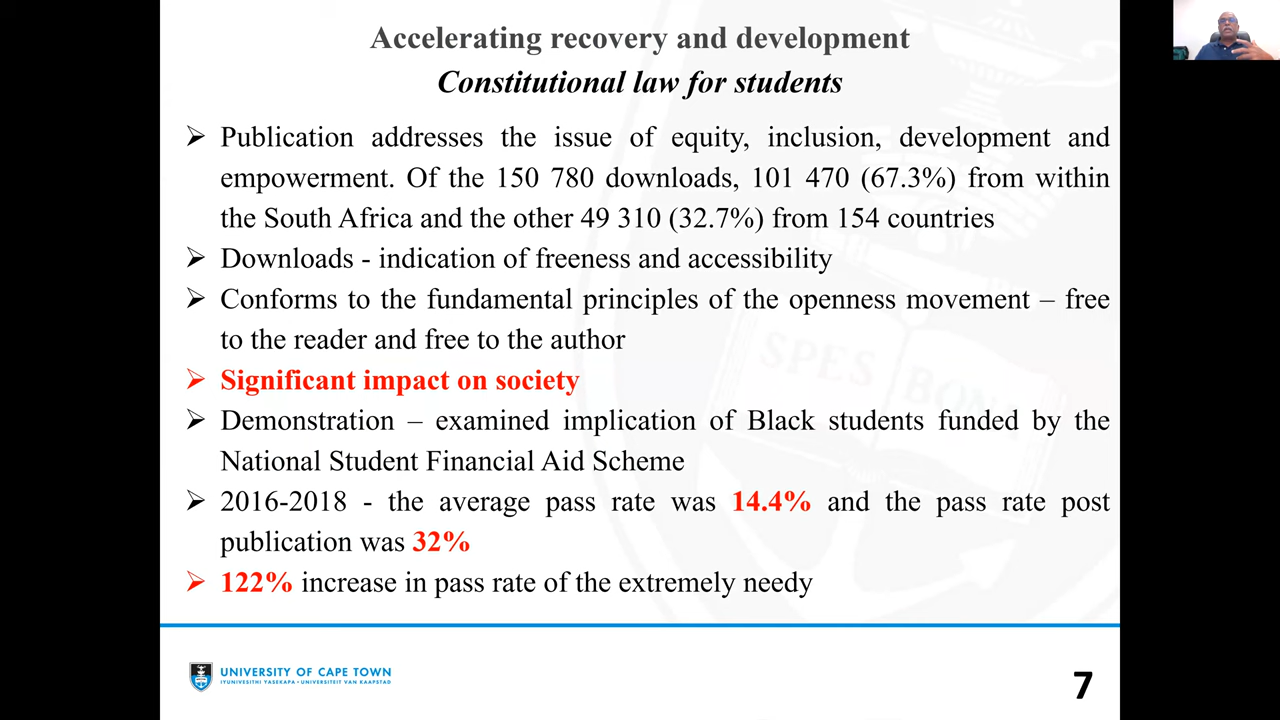 Accelerating recovery and development
Constitutional law for students
➢ Publication addresses the issue of equity, inclusion, development and
empowerment. Of the 150 780 downloads, 101 470 (67.3%) from within
the South Africa and the other 49 310 (32.7%) from 154 countries
➢ Downloads - indication of freeness and accessibility
➢ Conforms to the fundamental principles of the openness movement – free
to the reader and free to the author
➢ Significant impact on society
➢ Demonstration – examined implication of Black students funded by the
National Student Financial Aid Scheme
➢ 2016-2018 - the average pass rate was 14.4% and the pass rate post
publication was 32%
➢ 122% increase in pass rate of the extremely needy
SPES BON
UNIVERSITY OF CAPE TOWN
IYUNIVESITHI YASEKAPA • UNIVERSITEIT VAN KAAPSTAD
7